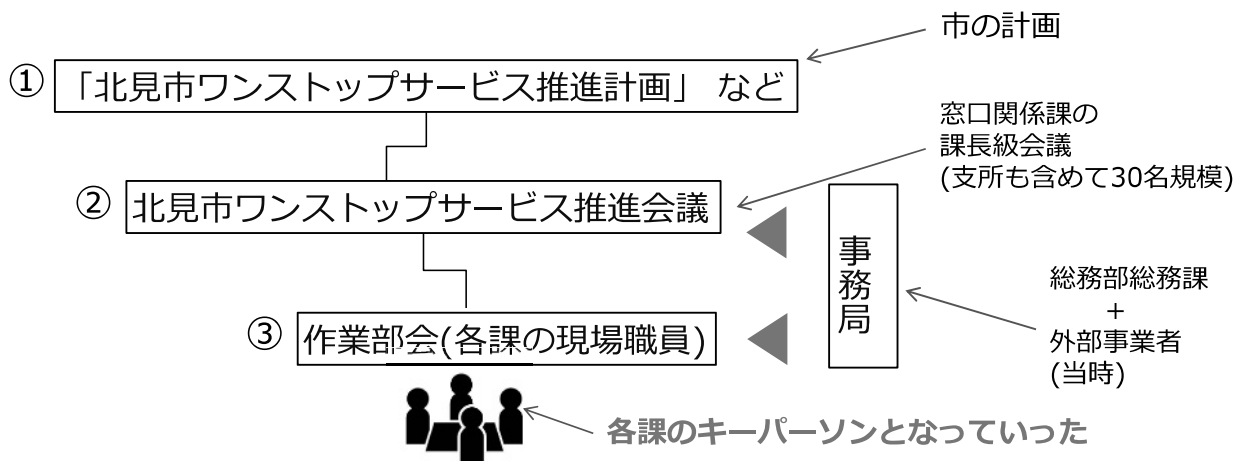 市の計画
① 「北見市ワンストップサービス推進計画」 など
窓口関係課の
課長級会議
(支所も含めて30名規模)
② 北見市ワンストップサービス推進会議
事務局
総務部総務課
+
外部事業者
(当時)
③ 作業部会(各課の現場職員)
各課のキーパーソンとなっていった